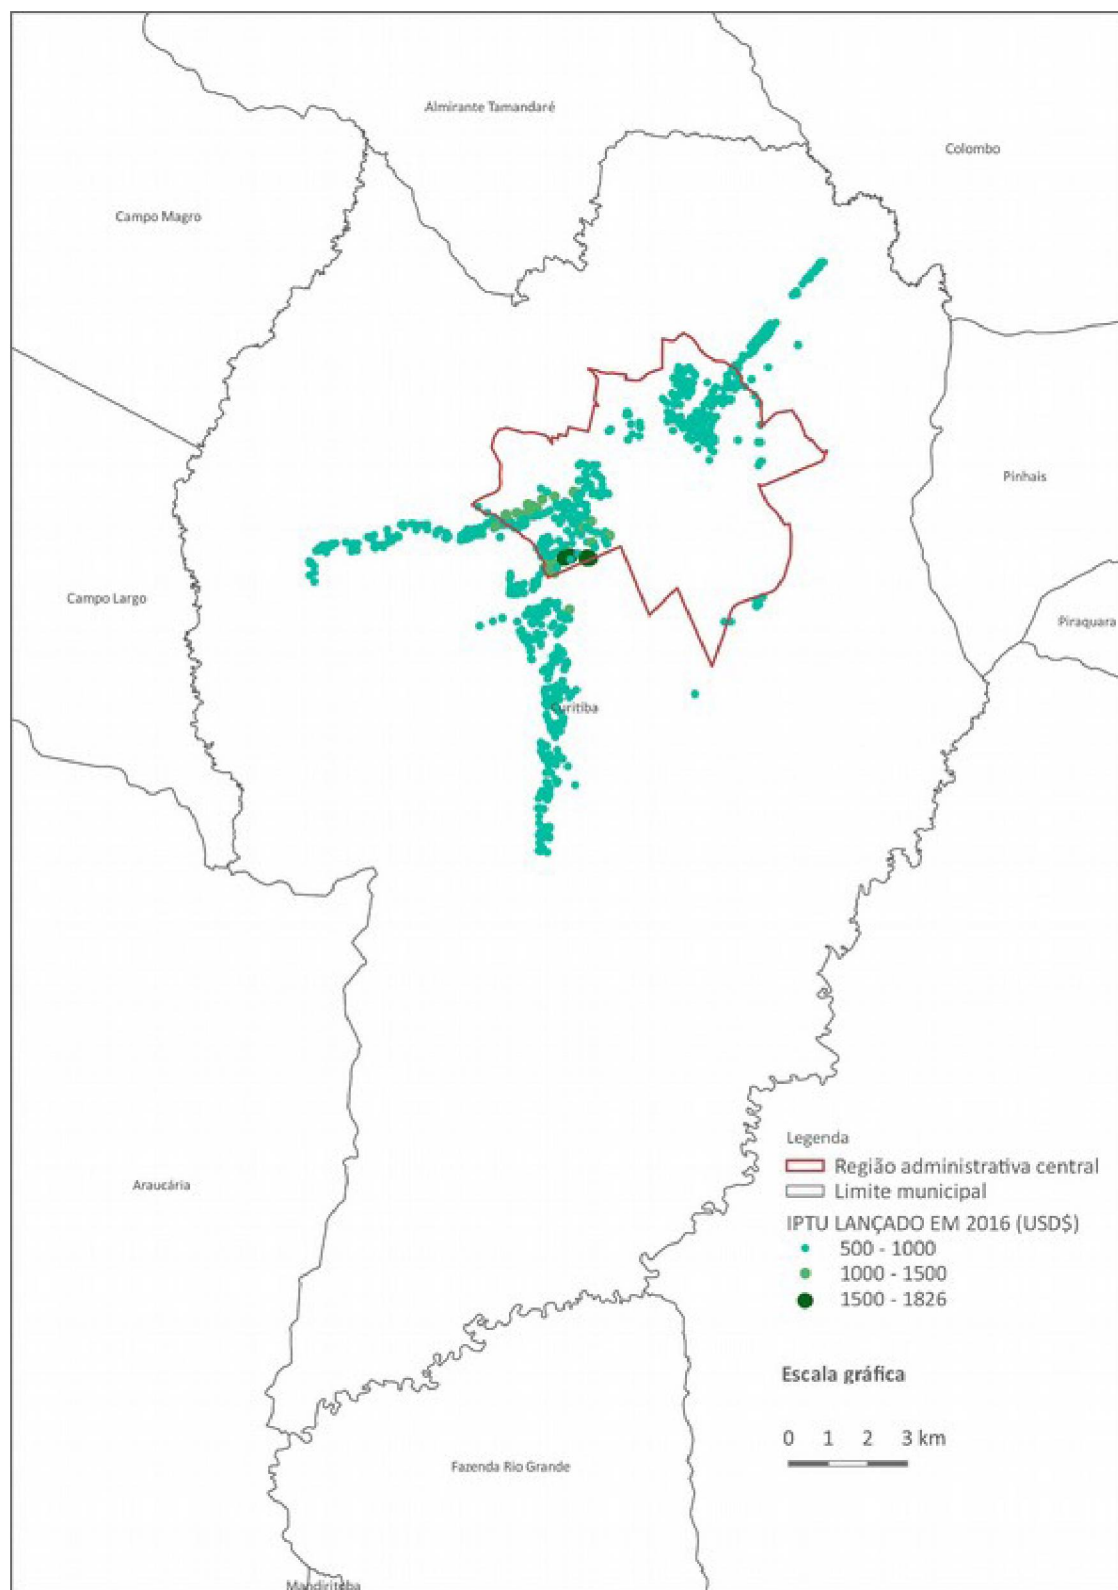 Almirante Tamandaré
Colombo
Campo Magro
Pinhais
Campo Largo
Piraquara
Curitiba
Legenda
Região administrativa central
Limite municipal
IPTU LANÇADO EM 2016 (USD$)
500 - 1000
1000 - 1500
1500 - 1826
Araucária
Escala gráfica
0 1 2 3 km
Fazenda Rio Grande
Mandirituba